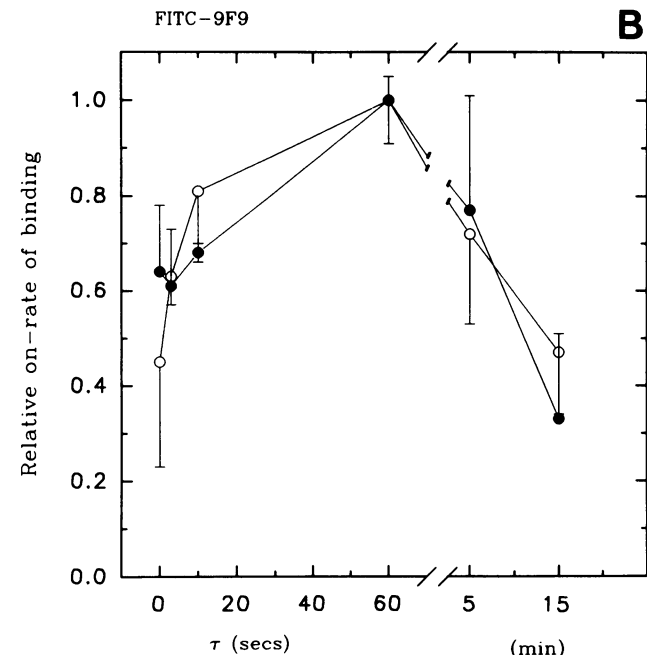 FITC-9F9
B
Relative on-rate of binding
1.0
0.8
0.6
0.4
0.2
0.0
0 20 40 60 5 15
τ (secs) (min)